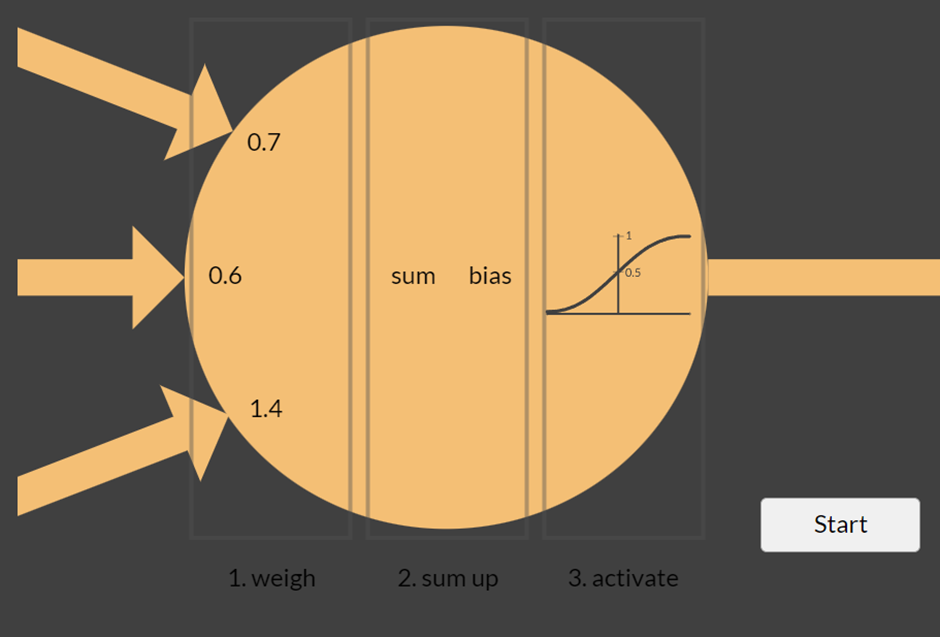 0.7
0.6
1.4
sum bias
1
0.5
Start
1. weigh
2. sum up
3. activate